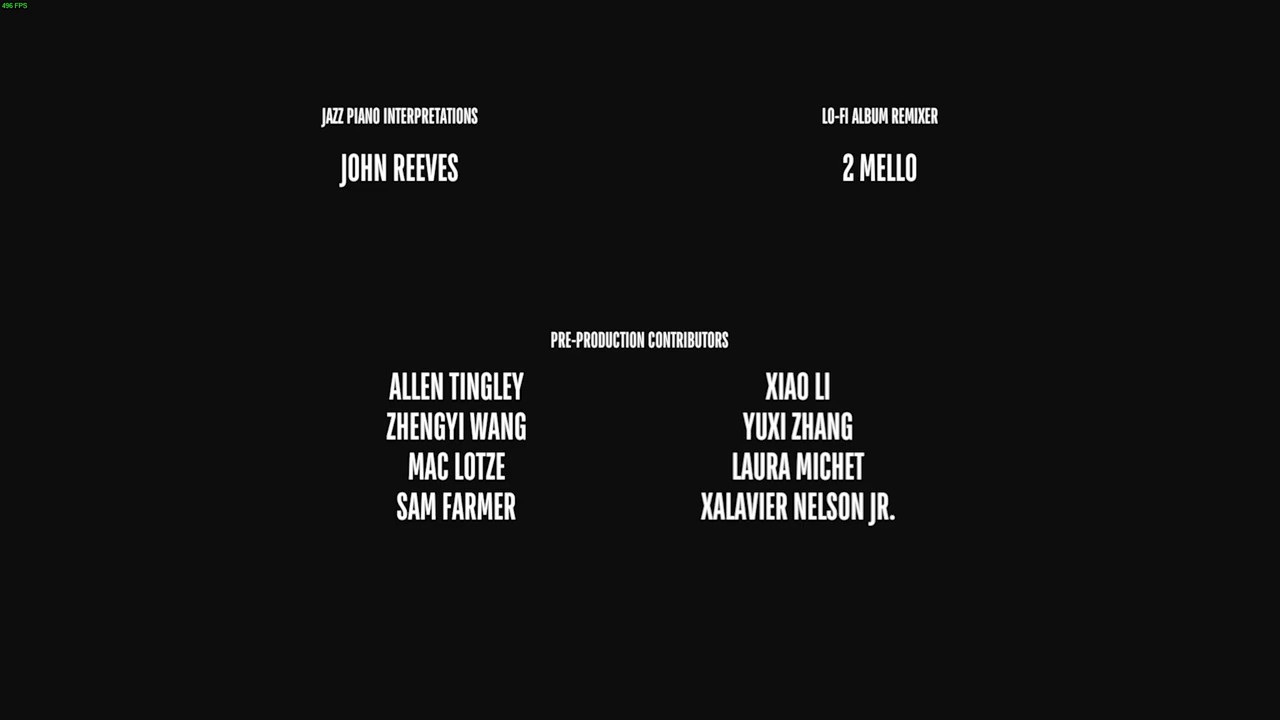 496 FPS
JAZZ PIANO INTERPRETATIONS
JOHN REEVES
LO-FI ALBUM REMIXER
2 MELLO
PRE-PRODUCTION CONTRIBUTORS
ALLEN TINGLEY
ZHENGYI WANG
MAC LOTZE
SAM FARMER
XIAO LI
YUXI ZHANG
LAURA MICHET
XALAVIER NELSON JR.